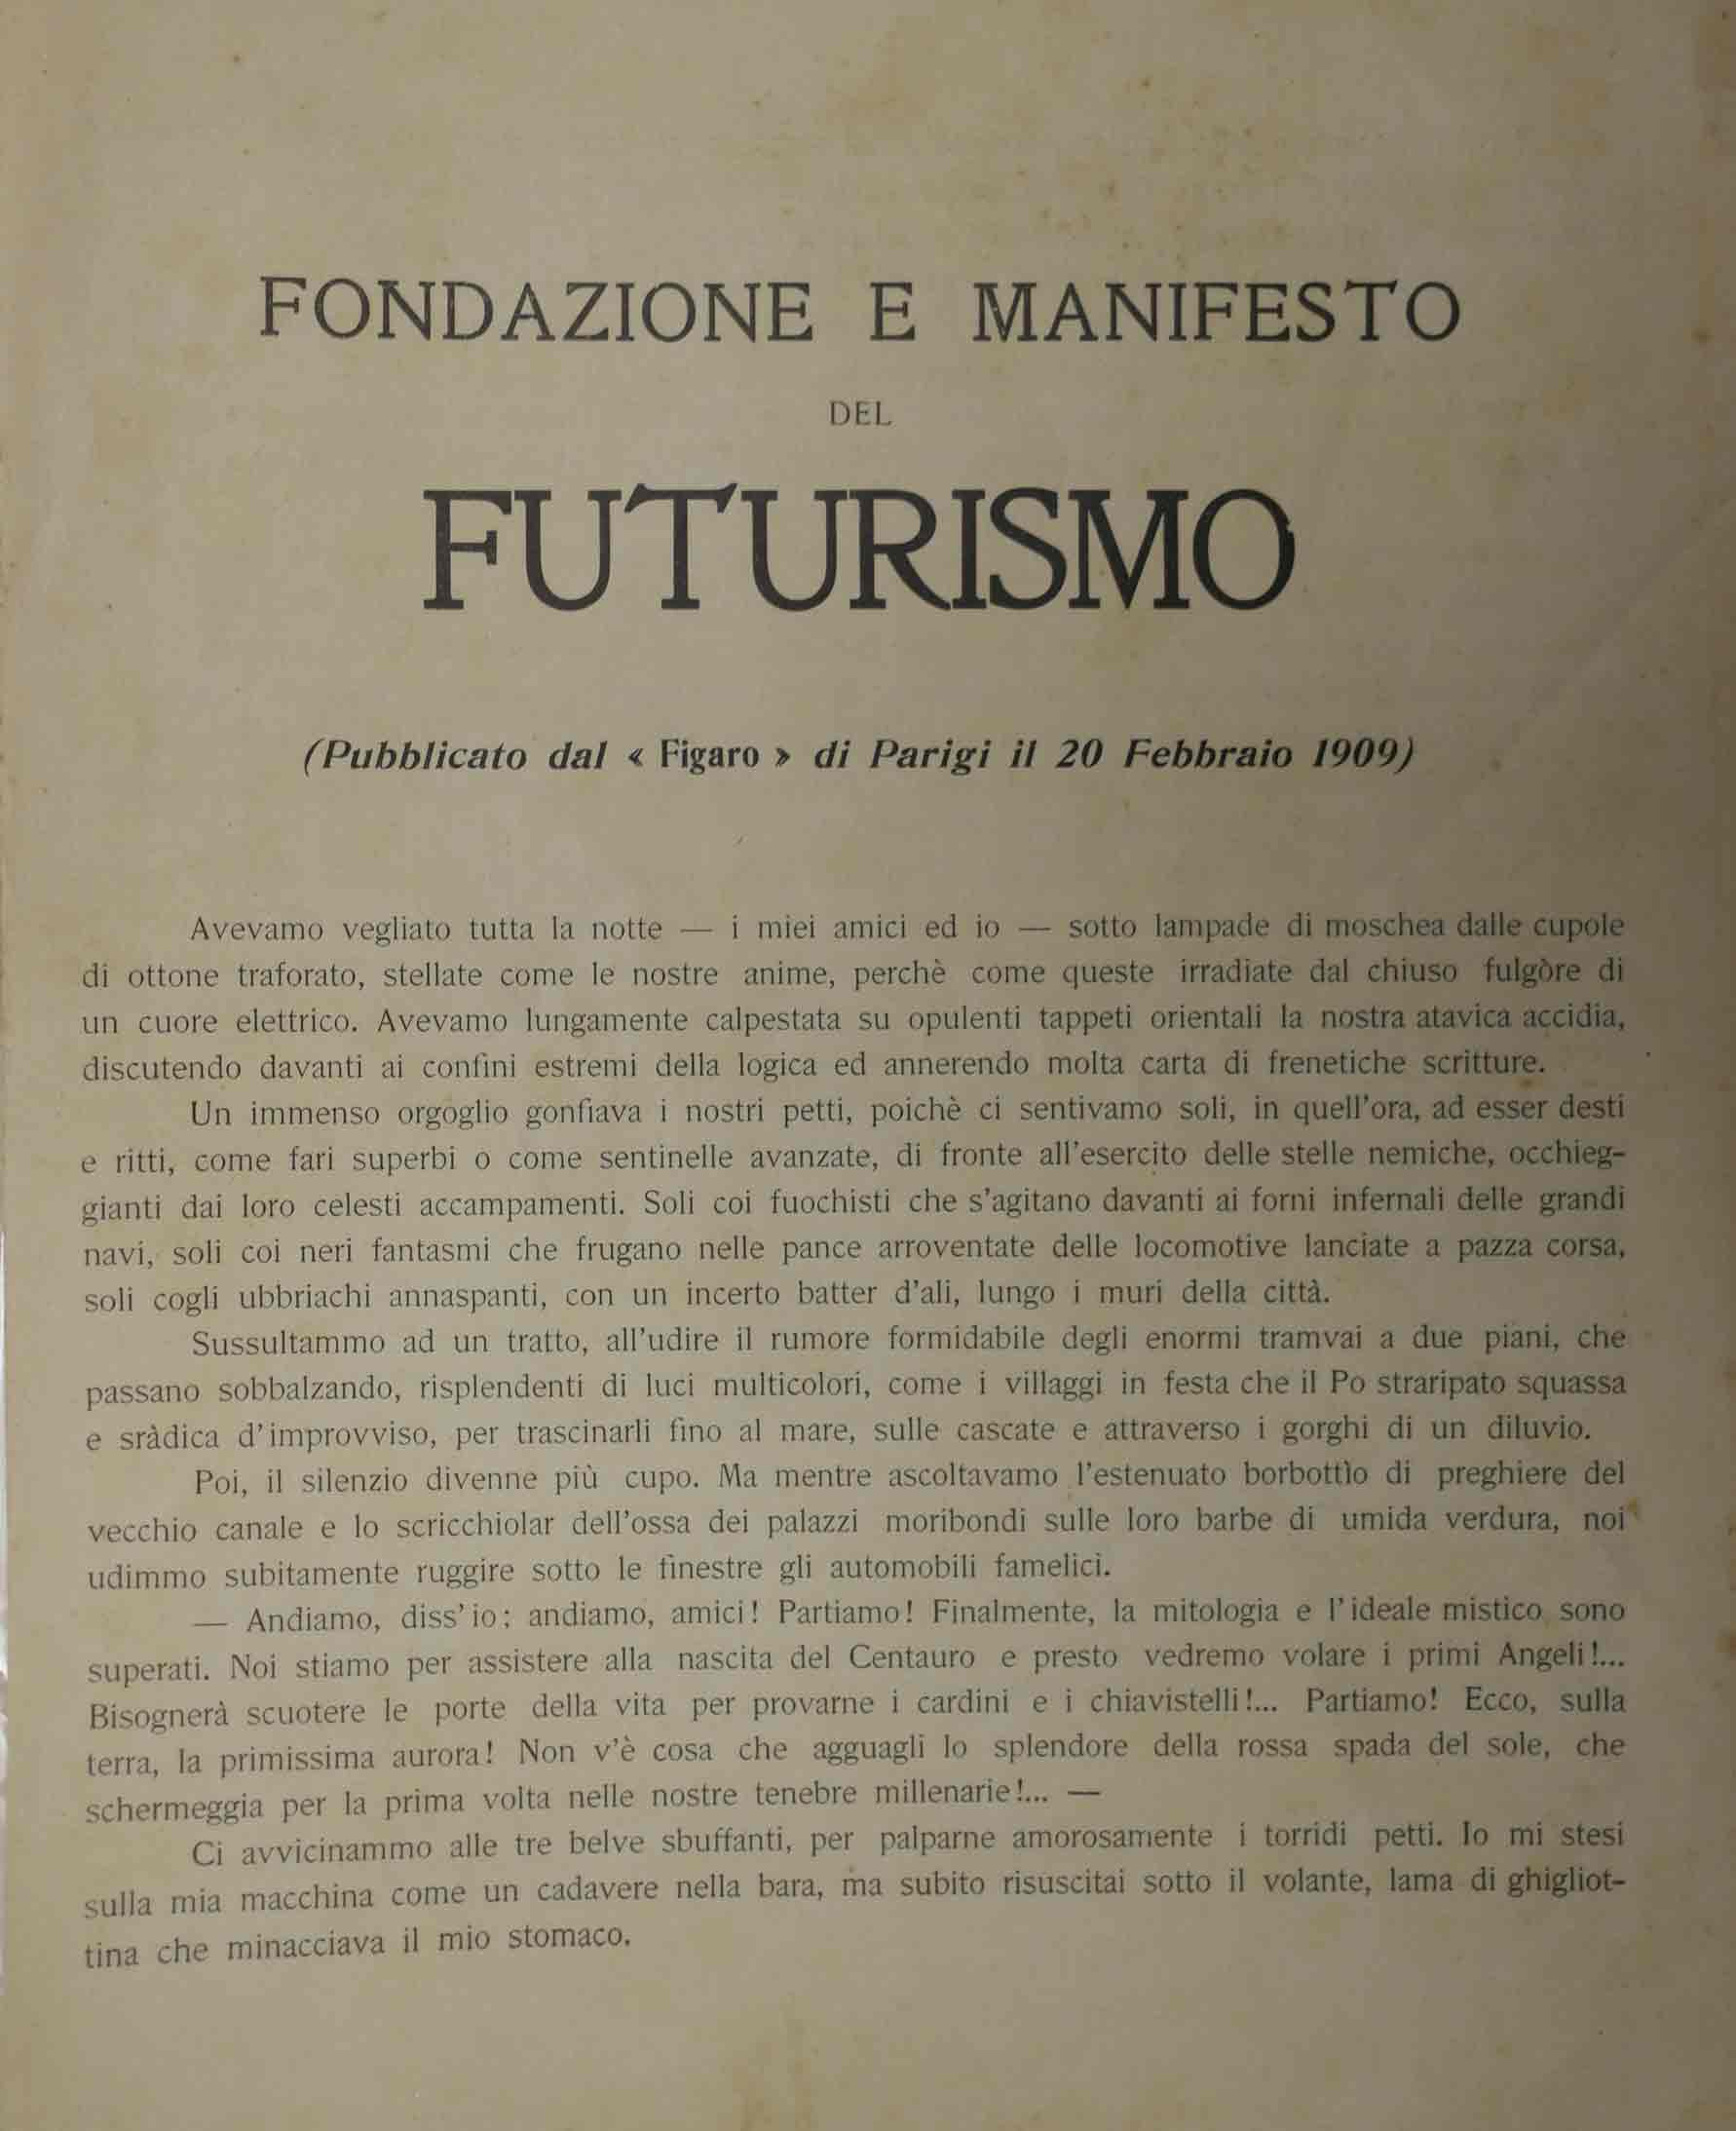 FONDAZIONE E MANIFESTO
DEL
FUTURISMO
(Pubblicato dal « Figaro » di Parigi il 20 Febbraio 1909)
Avevamo vegliato tutta la notte — i miei amici ed io — sotto lampade di moschea dalle cupole
di ottone traforato, stellate come le nostre anime, perchè come queste irradiate dal chiuso fulgòre di
un cuore elettrico. Avevamo lungamente calpestata su opulenti tappeti orientali la nostra atavica accidia,
discutendo davanti ai confini estremi della logica ed annerendo molta carta di frenetiche scritture.
Un immenso orgoglio gonfiava i nostri petti, poichè ci sentivamo soli, in quell'ora, ad esser desti
e ritti, come fari superbi o come sentinelle avanzate, di fronte all'esercito delle stelle nemiche, occhieg-
gianti dai loro celesti accampamenti. Soli coi fuochisti che s'agitano davanti ai forni infernali delle grandi
navi, soli coi neri fantasmi che frugano nelle pance arroventate delle locomotive lanciate a pazza corsa,
soli cogli ubbriachi annaspanti, con un incerto batter d'ali, lungo i muri della città.
Sussultammo ad un tratto, all'udire il rumore formidabile degli enormi tramvai a due piani, che
passano sobbalzando, risplendenti di luci multicolori, come i villaggi in festa che il Po straripato squassa
e sràdica d'improvviso, per trascinarli fino al mare, sulle cascate e attraverso i gorghi di un diluvio.
Poi, il silenzio divenne più cupo. Ma mentre ascoltavamo l'estenuato borbottìo di preghiere del
vecchio canale e lo scricchiolar dell'ossa dei palazzi moribondi sulle loro barbe di umida verdura, noi
udimmo subitamente ruggire sotto le finestre gli automobili famelici.
— Andiamo, diss'io; andiamo, amici! Partiamo! Finalmente, la mitologia e l'ideale mistico sono
superati. Noi stiamo per assistere alla nascita del Centauro e presto vedremo volare i primi Angeli!...
Bisognerà scuotere le porte della vita per provarne i cardini e i chiavistelli!... Partiamo! Ecco, sulla
terra, la primissima aurora! Non v'è cosa che agguagli lo splendore della rossa spada del sole, che
schermeggia per la prima volta nelle nostre tenebre millenarie!... —
Ci avvicinammo alle tre belve sbuffanti, per palparne amorosamente i torridi petti. Io mi stesi
sulla mia macchina come un cadavere nella bara, ma subito risuscitai sotto il volante, lama di ghigliot-
tina che minacciava il mio stomaco.